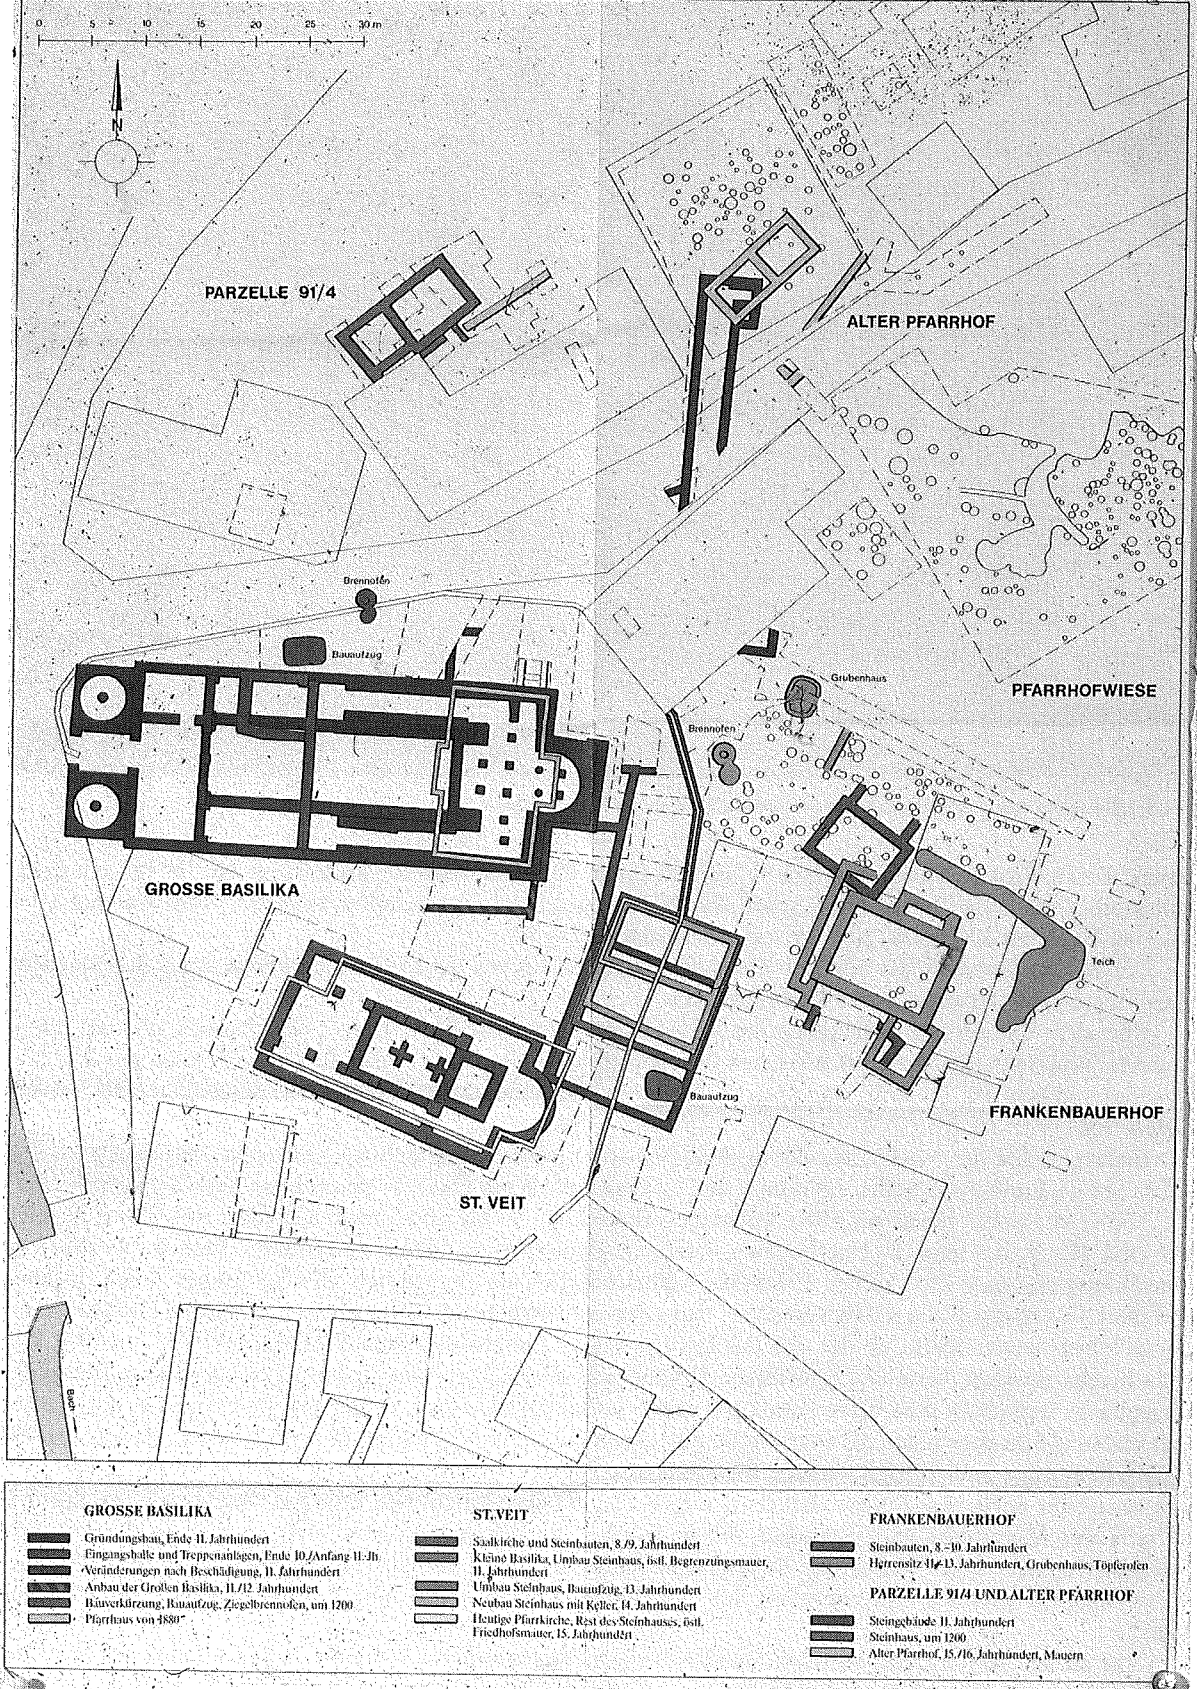 0 5 10 15 20 25 30 m
N
PARZELLE 91/4
ALTER PFARRHOF
Brennofen
Bauaufzug
Grubenhaus
PFARRHOFWIESE
Brennofen
GROSSE BASILIKA
Teich
Bauaufzug
FRANKENBAUERHOF
ST. VEIT
Bach
GROSSE BASILIKA
Gründungsbau, Ende 11. Jahrhundert
Eingangshalle und Treppenanlagen, Ende 10./Anfang 11. Jh.
Veränderungen nach Beschädigung, 11. Jahrhundert
Anbau der Großen Basilika, 11./12. Jahrhundert
Bauverkürzung, Bauaufzug, Ziegelbrennofen, um 1200
Pfarrhaus von 1880
ST. VEIT
Saalkirche und Steinbauten, 8./9. Jahrhundert
Kleine Basilika, Umbau Steinhaus, östl. Begrenzungsmauer,
11. Jahrhundert
Umbau Steinhaus, Bauaufzug, 13. Jahrhundert
Neubau Steinhaus mit Keller, 14. Jahrhundert
Heutige Pfarrkirche, Rest des Steinhauses, östl.
Friedhofsmauer, 15. Jahrhundert
FRANKENBAUERHOF
Steinbauten, 8.-10. Jahrhundert
Herrensitz 11.-13. Jahrhundert, Grubenhaus, Töpferofen
PARZELLE 91/4 UND ALTER PFARRHOF
Steingebäude 11. Jahrhundert
Steinhaus, um 1200
Alter Pfarrhof, 15./16. Jahrhundert, Mauern